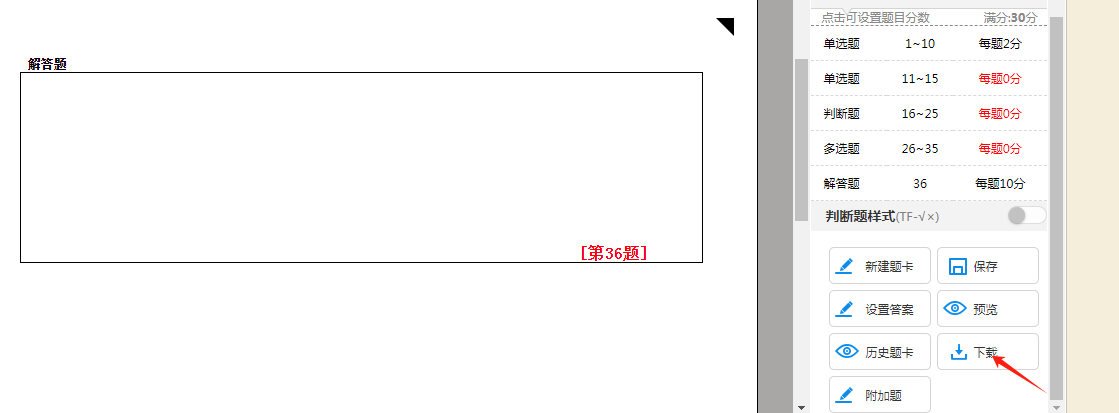 解答题
[第36题]
点击可设置题目分数 满分:30分
单选题 1~10 每题2分
单选题 11~15 每题0分
判断题 16~25 每题0分
多选题 26~35 每题0分
解答题 36 每题10分
判断题样式(TF-√×)
新建题卡 保存
设置答案 预览
历史题卡 下载
附加题